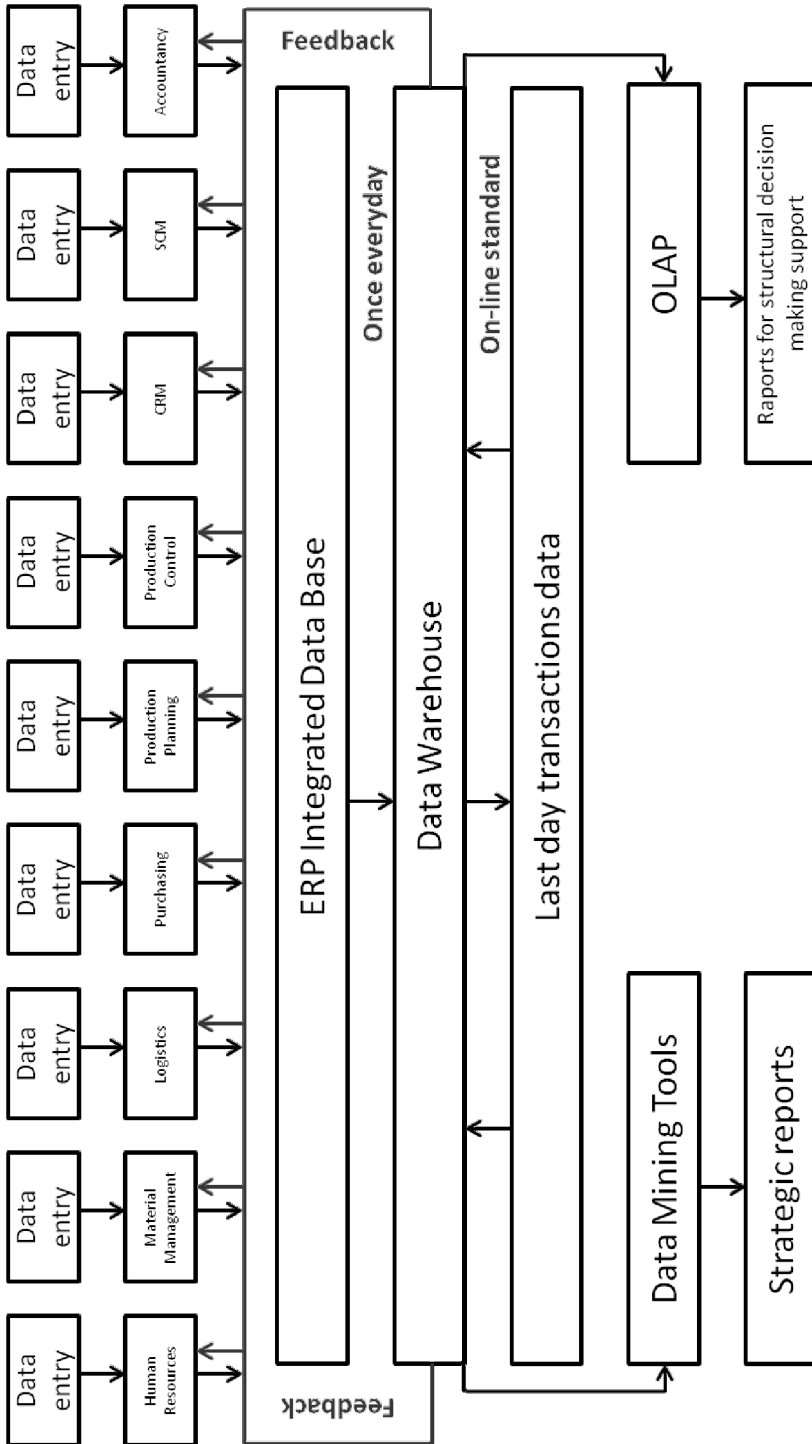 Data
entry
Data
entry
Data
entry
Data
entry
Data
entry
Data
entry
Data
entry
Data
entry
Data
entry
Human
Resources
Material
Management
Logistics
Purchasing
Production
Planning
Production
Control
CRM
SCM
Accountancy
Feedback
Feedback
ERP Integrated Data Base
Once everyday
Data Warehouse
On-line standard
Last day transactions data
Data Mining Tools
OLAP
Strategic reports
Raports for structural decision
making support